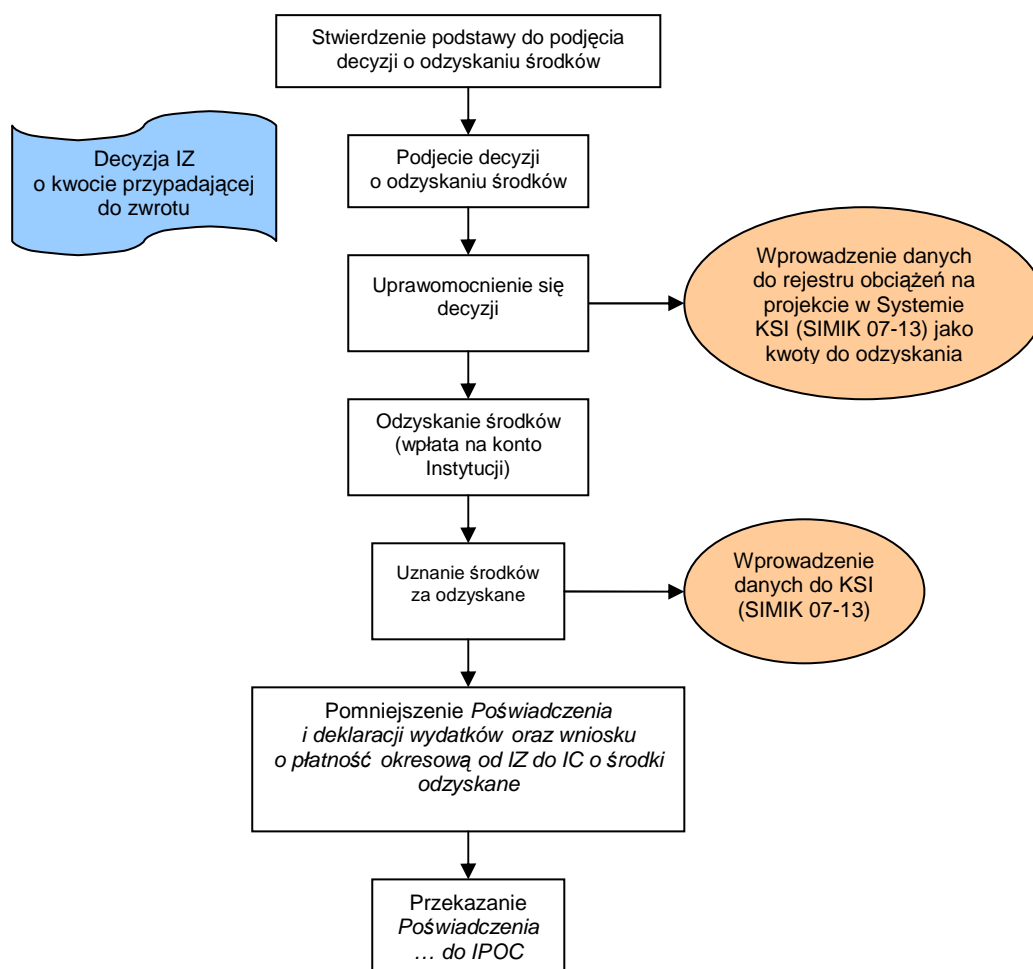 Stwierdzenie podstawy do podjęcia
decyzji o odzyskaniu środków
Decyzja IZ
o kwocie przypadającej
do zwrotu
Podjecie decyzji
o odzyskaniu środków
Uprawomocnienie się
decyzji
Wprowadzenie danych
do rejestru obciążeń na
projekcie w Systemie
KSI (SIMIK 07-13) jako
kwoty do odzyskania
Odzyskanie środków
(wpłata na konto
Instytucji)
Uznanie środków
za odzyskane
Wprowadzenie
danych do KSI
(SIMIK 07-13)
Pomniejszenie Poświadczenia
i deklaracji wydatków oraz wniosku
o płatność okresową od IZ do IC o środki
odzyskane
Przekazanie
Poświadczenia
… do IPOC